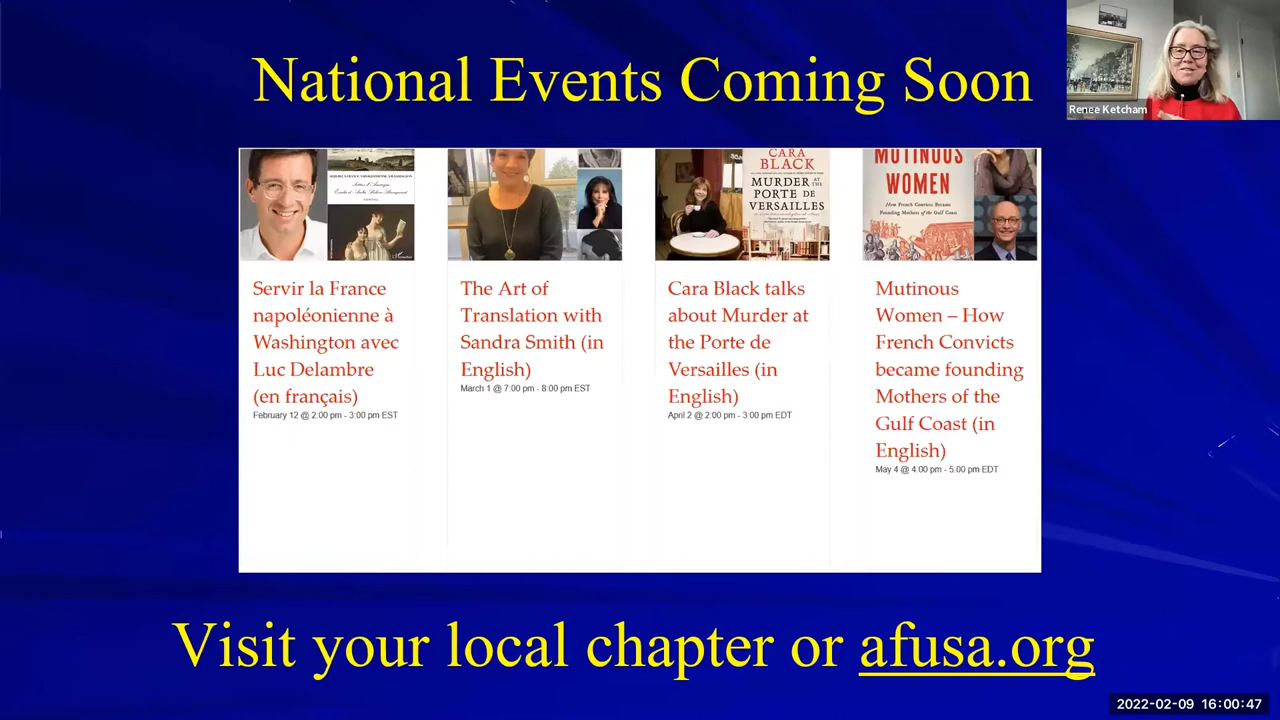 National Events Coming Soon
Renee Ketcham
CARA
BLACK
MURDER AT THE
PORTE DE
VERSAILLES
MUTINOUS
WOMEN
How French Convicts Became
Founding Mothers of the Gulf Coast
Servir la France
napoléonienne à
Washington avec
Luc Delambre
(en français)
February 12 @ 2:00 pm - 3:00 pm EST
The Art of
Translation with
Sandra Smith (in
English)
March 1 @ 7:00 pm - 8:00 pm EST
Cara Black talks
about Murder at
the Porte de
Versailles (in
English)
April 2 @ 2:00 pm - 3:00 pm EDT
Mutinous
Women – How
French Convicts
became founding
Mothers of the
Gulf Coast (in
English)
May 4 @ 4:00 pm - 5:00 pm EDT
Visit your local chapter or afusa.org
2022-02-09 16:00:47